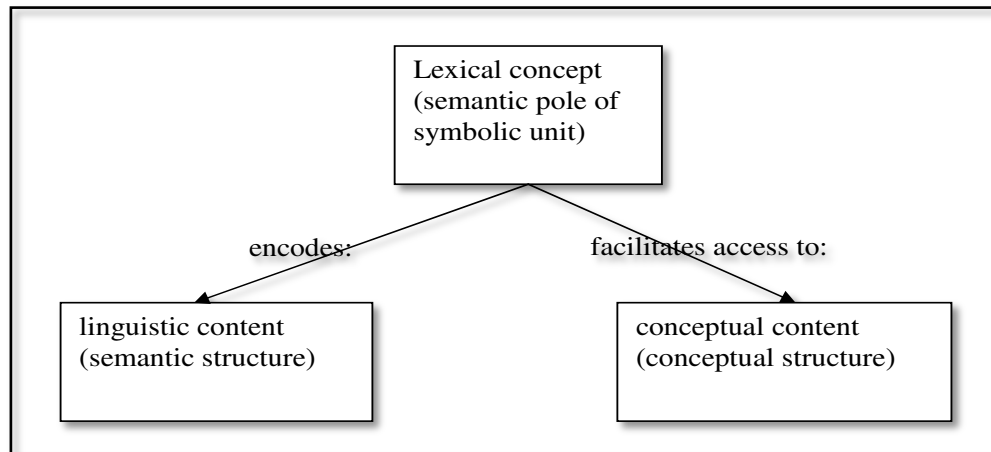 Lexical concept
(semantic pole of
symbolic unit)
encodes:
facilitates access to:
linguistic content
(semantic structure)
conceptual content
(conceptual structure)